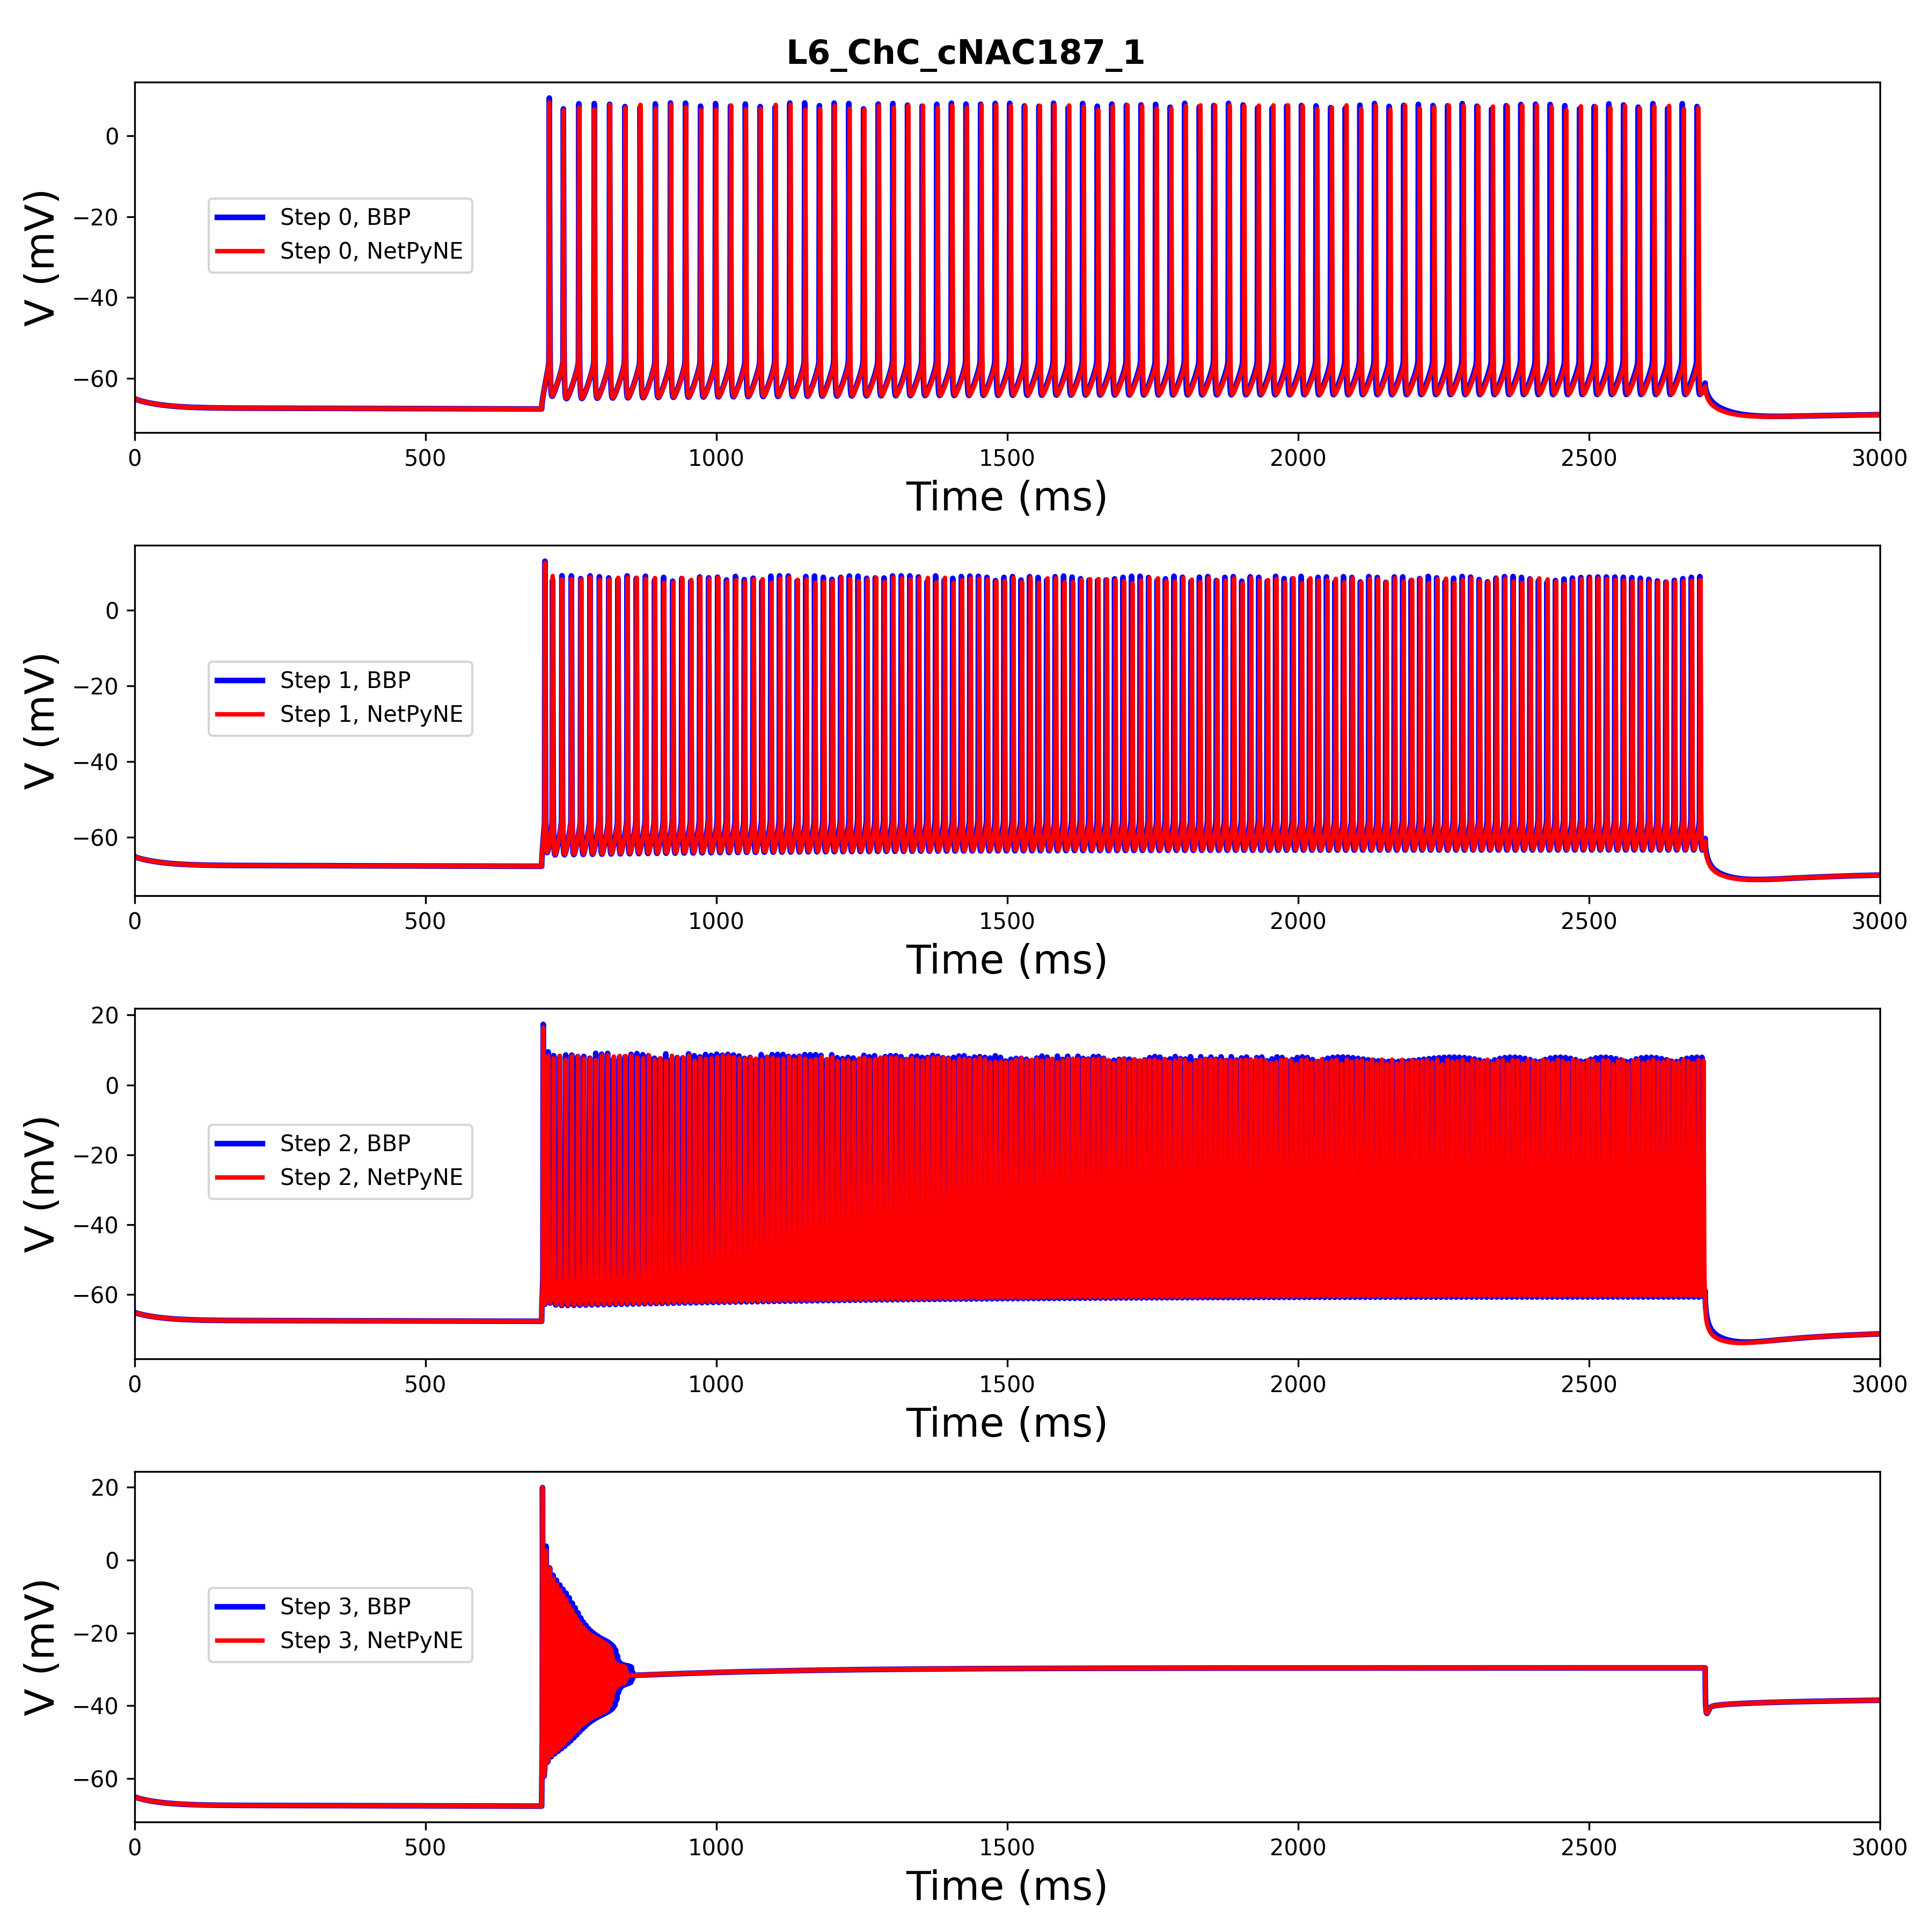 L6_ChC_cNAC187_1
0
−20
−40
−60
V (mV)
Step 0, BBP
Step 0, NetPyNE
0 500 1000 1500 2000 2500 3000
Time (ms)
0
−20
−40
−60
V (mV)
Step 1, BBP
Step 1, NetPyNE
0 500 1000 1500 2000 2500 3000
Time (ms)
20
0
−20
−40
−60
V (mV)
Step 2, BBP
Step 2, NetPyNE
0 500 1000 1500 2000 2500 3000
Time (ms)
20
0
−20
−40
−60
V (mV)
Step 3, BBP
Step 3, NetPyNE
0 500 1000 1500 2000 2500 3000
Time (ms)